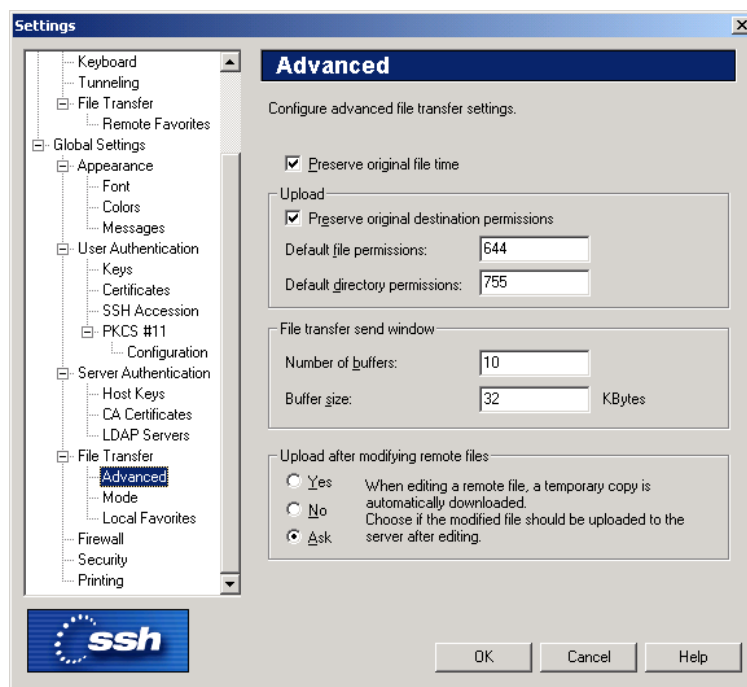 Settings
Keyboard
Tunneling
File Transfer
Remote Favorites
Global Settings
Appearance
Font
Colors
Messages
User Authentication
Keys
Certificates
SSH Accession
PKCS #11
Configuration
Server Authentication
Host Keys
CA Certificates
LDAP Servers
File Transfer
Advanced
Mode
Local Favorites
Firewall
Security
Printing
ssh
Advanced
Configure advanced file transfer settings.
Preserve original file time
Upload
Preserve original destination permissions
Default file permissions: 644
Default directory permissions: 755
File transfer send window
Number of buffers: 10
Buffer size: 32 KBytes
Upload after modifying remote files
Yes
No
Ask
When editing a remote file, a temporary copy is
automatically downloaded.
Choose if the modified file should be uploaded to the
server after editing.
OK Cancel Help